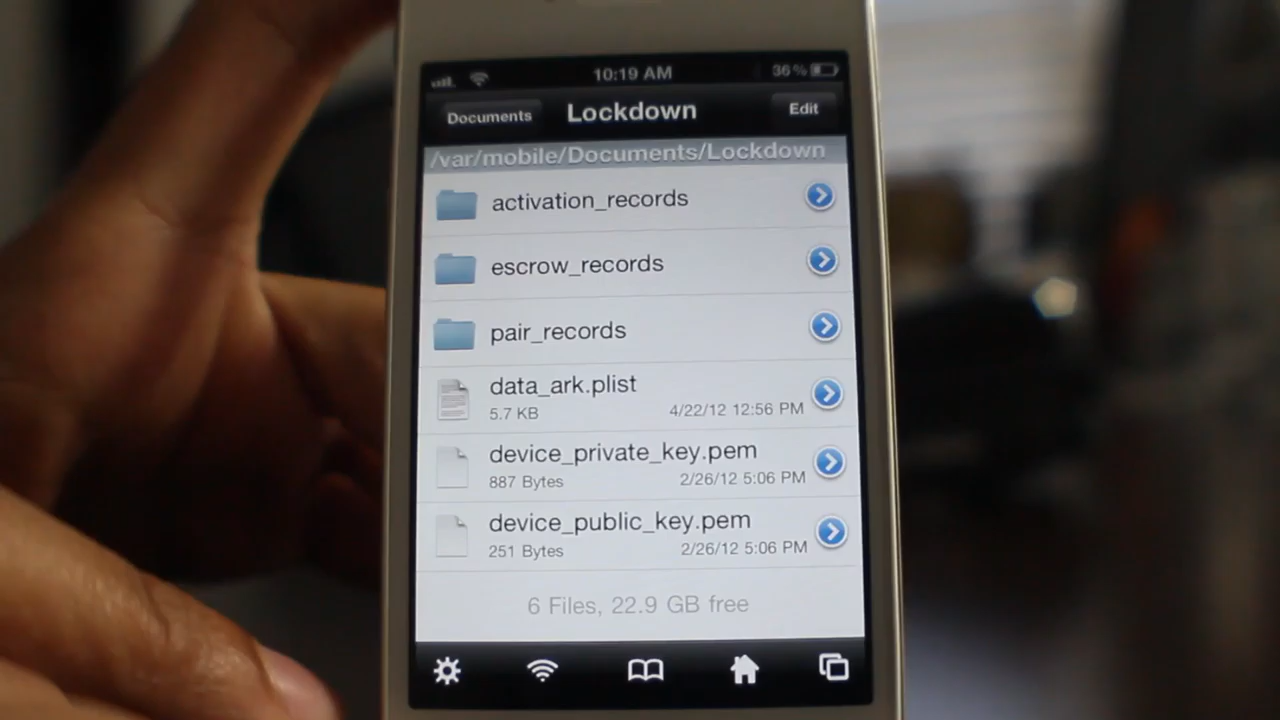 10:19 AM
36%
Documents
Lockdown
Edit
/var/mobile/Documents/Lockdown
activation_records
escrow_records
pair_records
data_ark.plist
5.7 KB
4/22/12 12:56 PM
device_private_key.pem
887 Bytes
2/26/12 5:06 PM
device_public_key.pem
251 Bytes
2/26/12 5:06 PM
6 Files, 22.9 GB free